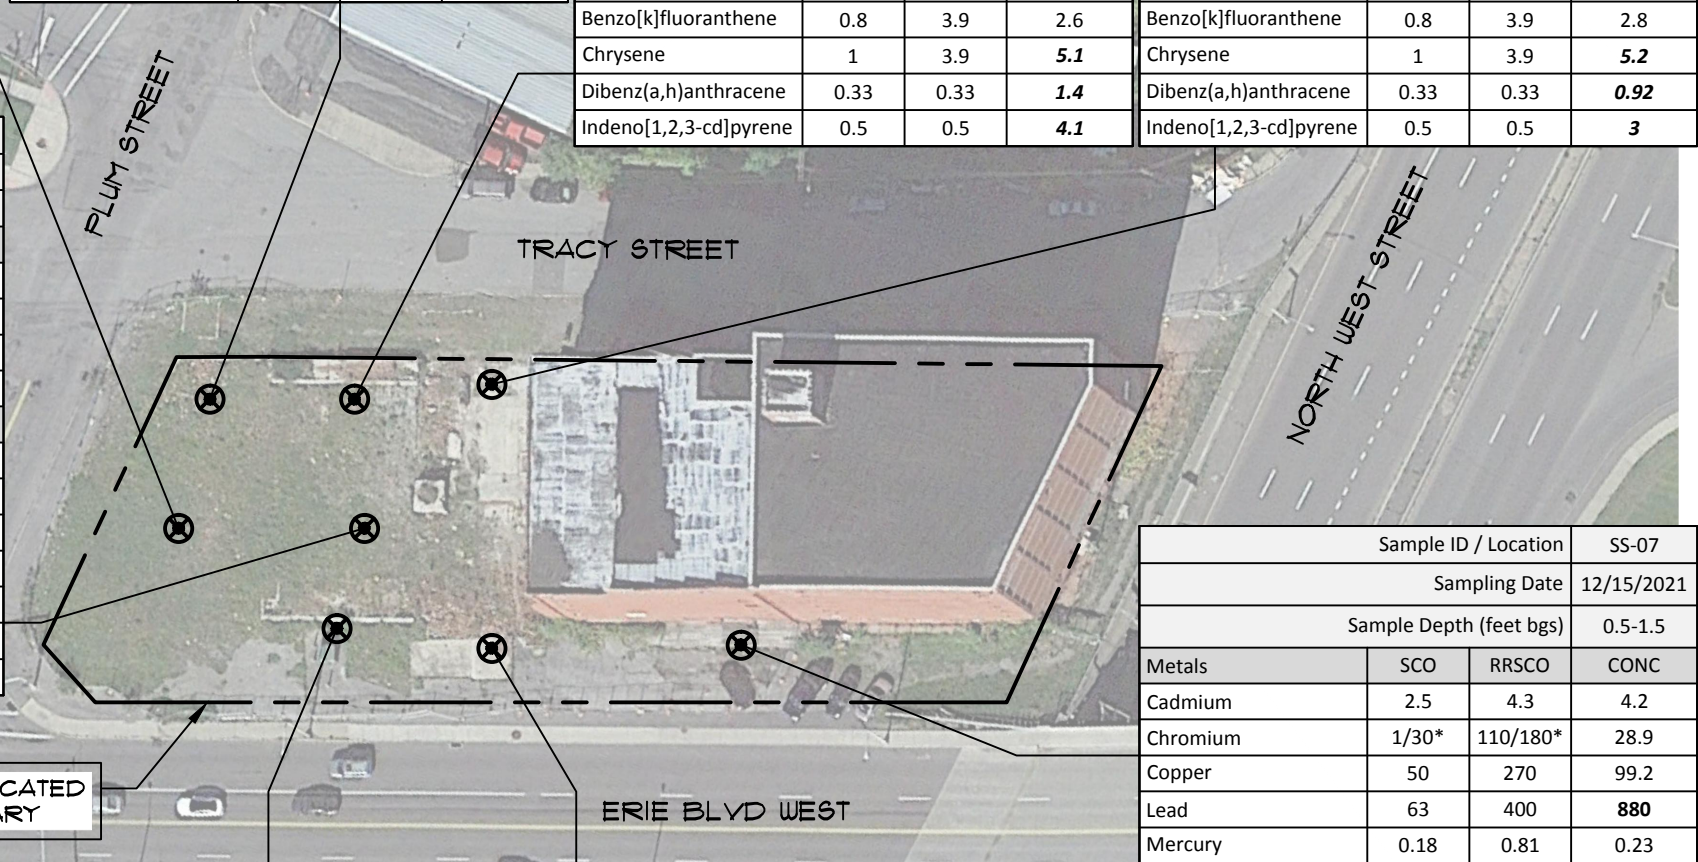 Benzo[k]fluoranthene 0.8 3.9 2.6
Chrysene 1 3.9 5.1
Dibenz(a,h)anthracene 0.33 0.33 1.4
Indeno[1,2,3-cd]pyrene 0.5 0.5 4.1
Benzo[k]fluoranthene 0.8 3.9 2.8
Chrysene 1 3.9 5.2
Dibenz(a,h)anthracene 0.33 0.33 0.92
Indeno[1,2,3-cd]pyrene 0.5 0.5 3
PLUM STREET
TRACY STREET
NORTH WEST STREET
Sample ID / Location SS-07
Sampling Date 12/15/2021
Sample Depth (feet bgs) 0.5-1.5
Metals SCO RRSCO CONC
Cadmium 2.5 4.3 4.2
Chromium 1/30* 110/180* 28.9
Copper 50 270 99.2
Lead 63 400 880
Mercury 0.18 0.81 0.23
CATED
ARY
ERIE BLVD WEST